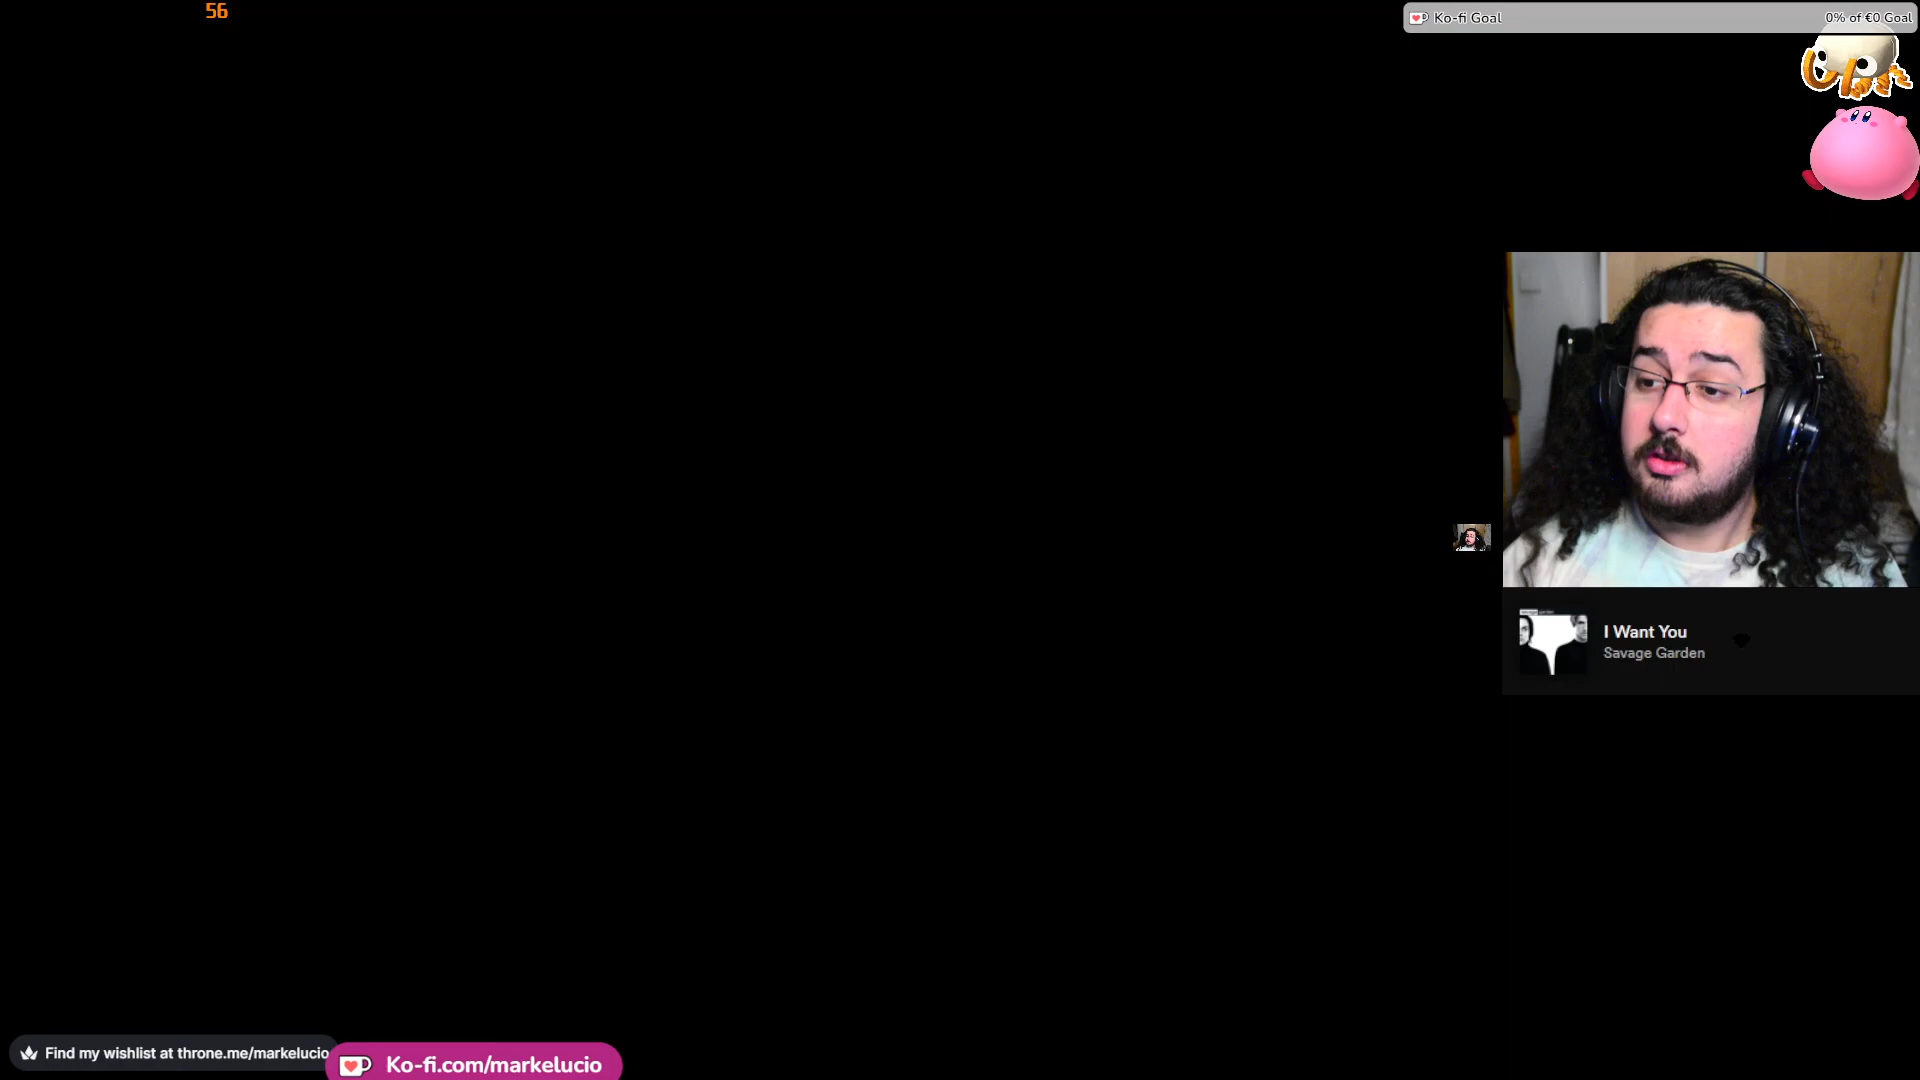 56
Ko-fi Goal
0% of €0 Goal
I Want You
Savage Garden
Find my wishlist at throne.me/markelucio
Ko-fi.com/markelucio